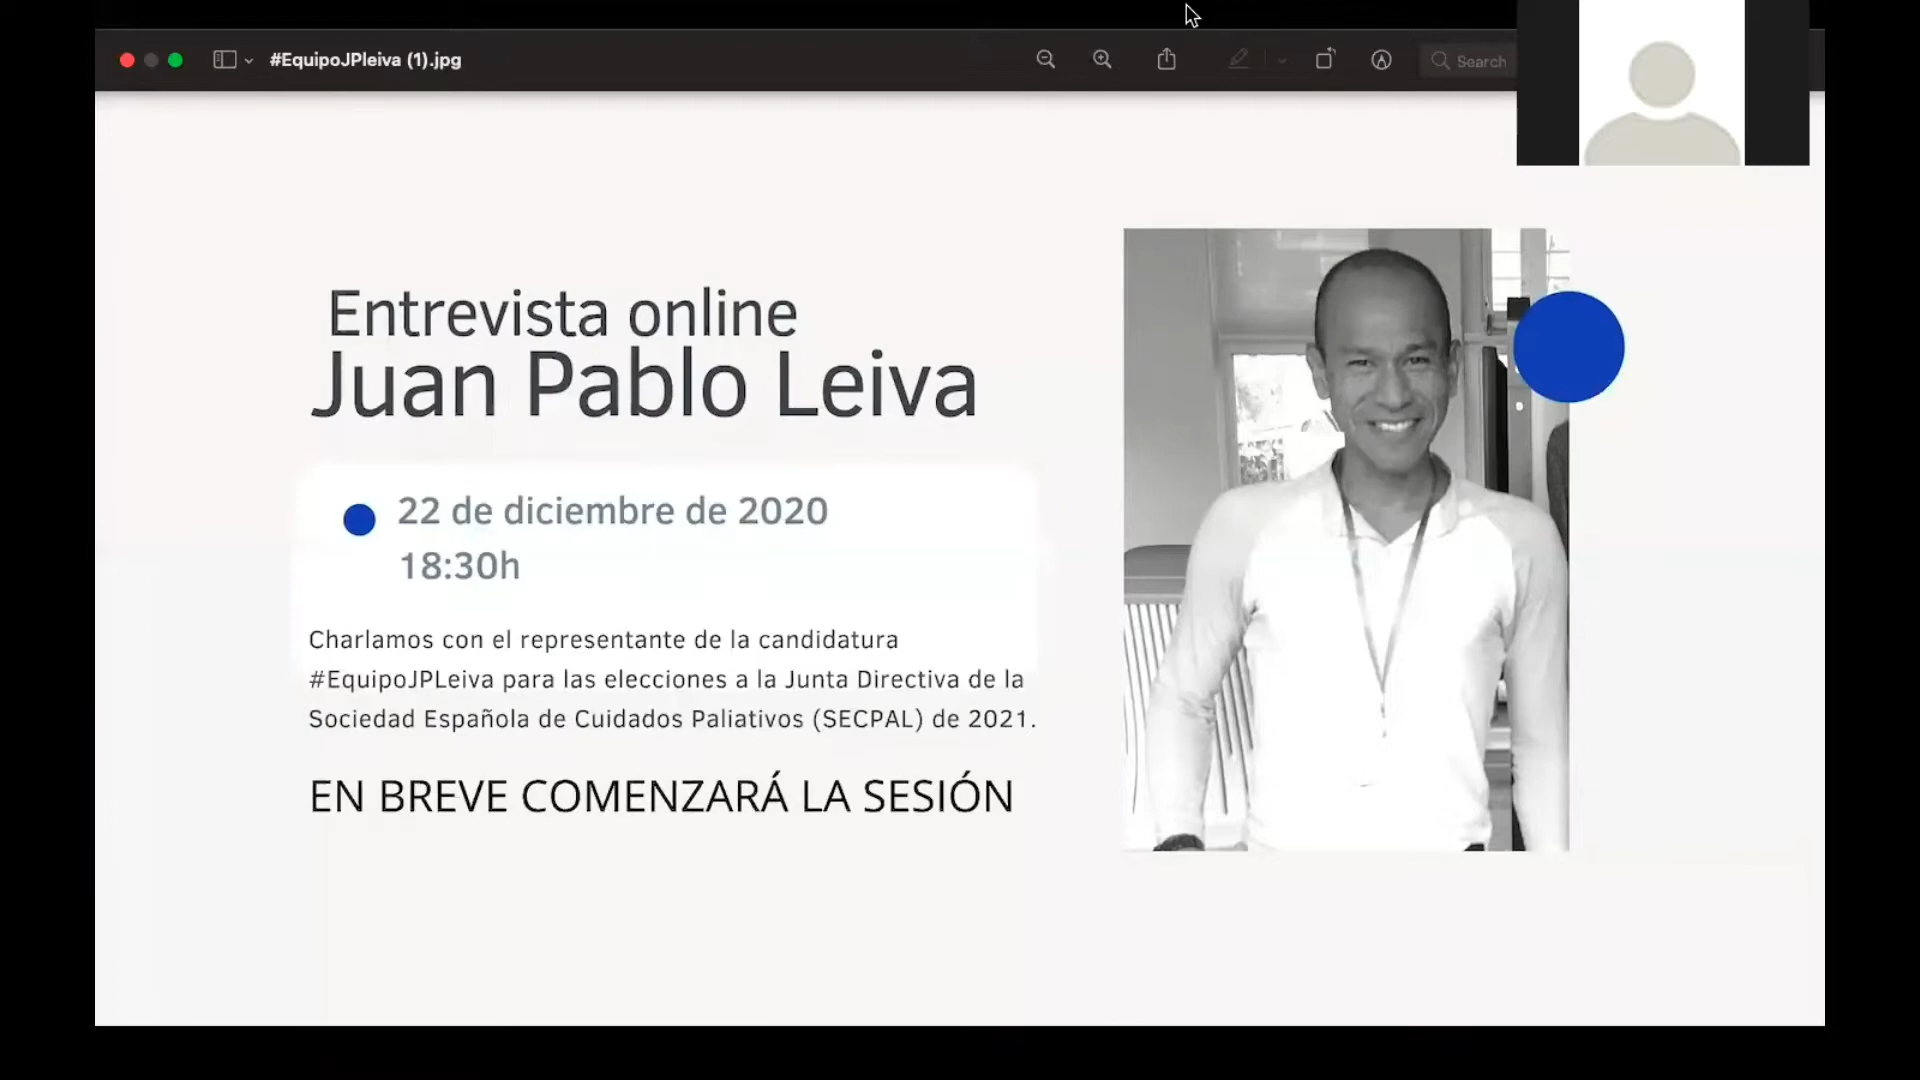 #EquipoJPleiva (1).jpg
Search
Entrevista online
Juan Pablo Leiva
22 de diciembre de 2020
18:30h
Charlamos con el representante de la candidatura
#EquipoJPLeiva para las elecciones a la Junta Directiva de la
Sociedad Española de Cuidados Paliativos (SECPAL) de 2021.
EN BREVE COMENZARÁ LA SESIÓN